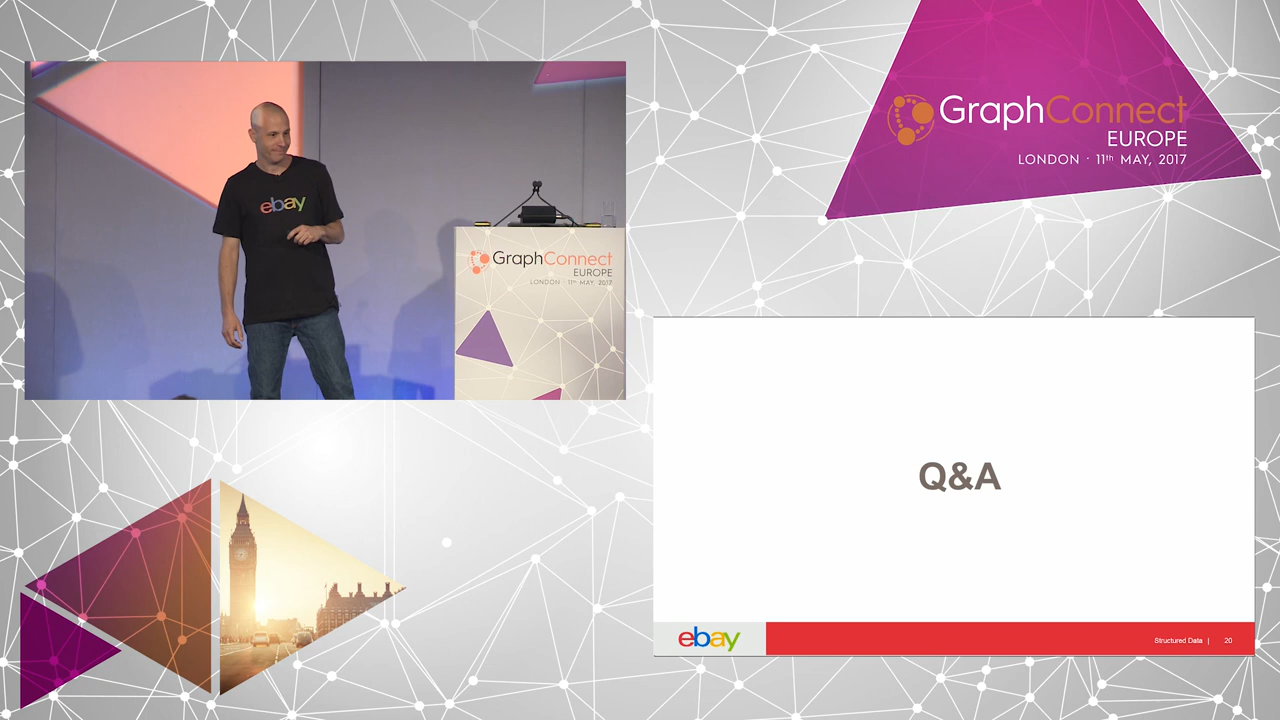 ebay
GraphConnect
EUROPE
LONDON · 11th MAY, 2017
GraphConnect
EUROPE
LONDON · 11th MAY, 2017
Q&A
ebay
Structured Data | 20